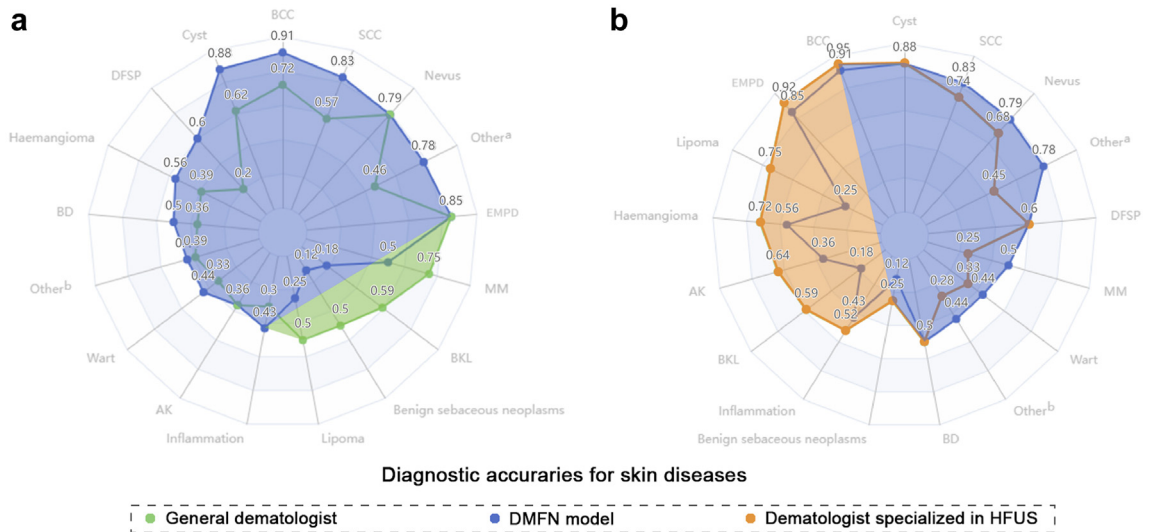 a
BCC
SCC
Nevus
Otherᵃ
EMPD
MM
BKL
Benign sebaceous neoplasms
Lipoma
Inflammation
AK
Wart
Otherᵇ
BD
Haemangioma
DFSP
Cyst
0.91
0.72
0.83
0.57
0.79
0.78
0.46
0.85
0.5
0.75
0.59
0.5
0.5
0.18
0.12
0.25
0.3
0.43
0.36
0.44
0.33
0.39
0.5
0.36
0.56
0.39
0.6
0.2
0.88
0.62
b
Cyst
SCC
Nevus
Otherᵃ
DFSP
MM
Wart
Otherᵇ
BD
Benign sebaceous neoplasms
Inflammation
BKL
AK
Haemangioma
Lipoma
EMPD
BCC
0.88
0.83
0.74
0.79
0.68
0.78
0.45
0.6
0.25
0.5
0.33
0.44
0.28
0.44
0.5
0.12
0.25
0.43
0.52
0.18
0.59
0.36
0.64
0.72
0.56
0.75
0.25
0.92
0.85
0.95
0.91
Diagnostic accuraries for skin diseases
General dematologist
DMFN model
Dematologist specialized in HFUS